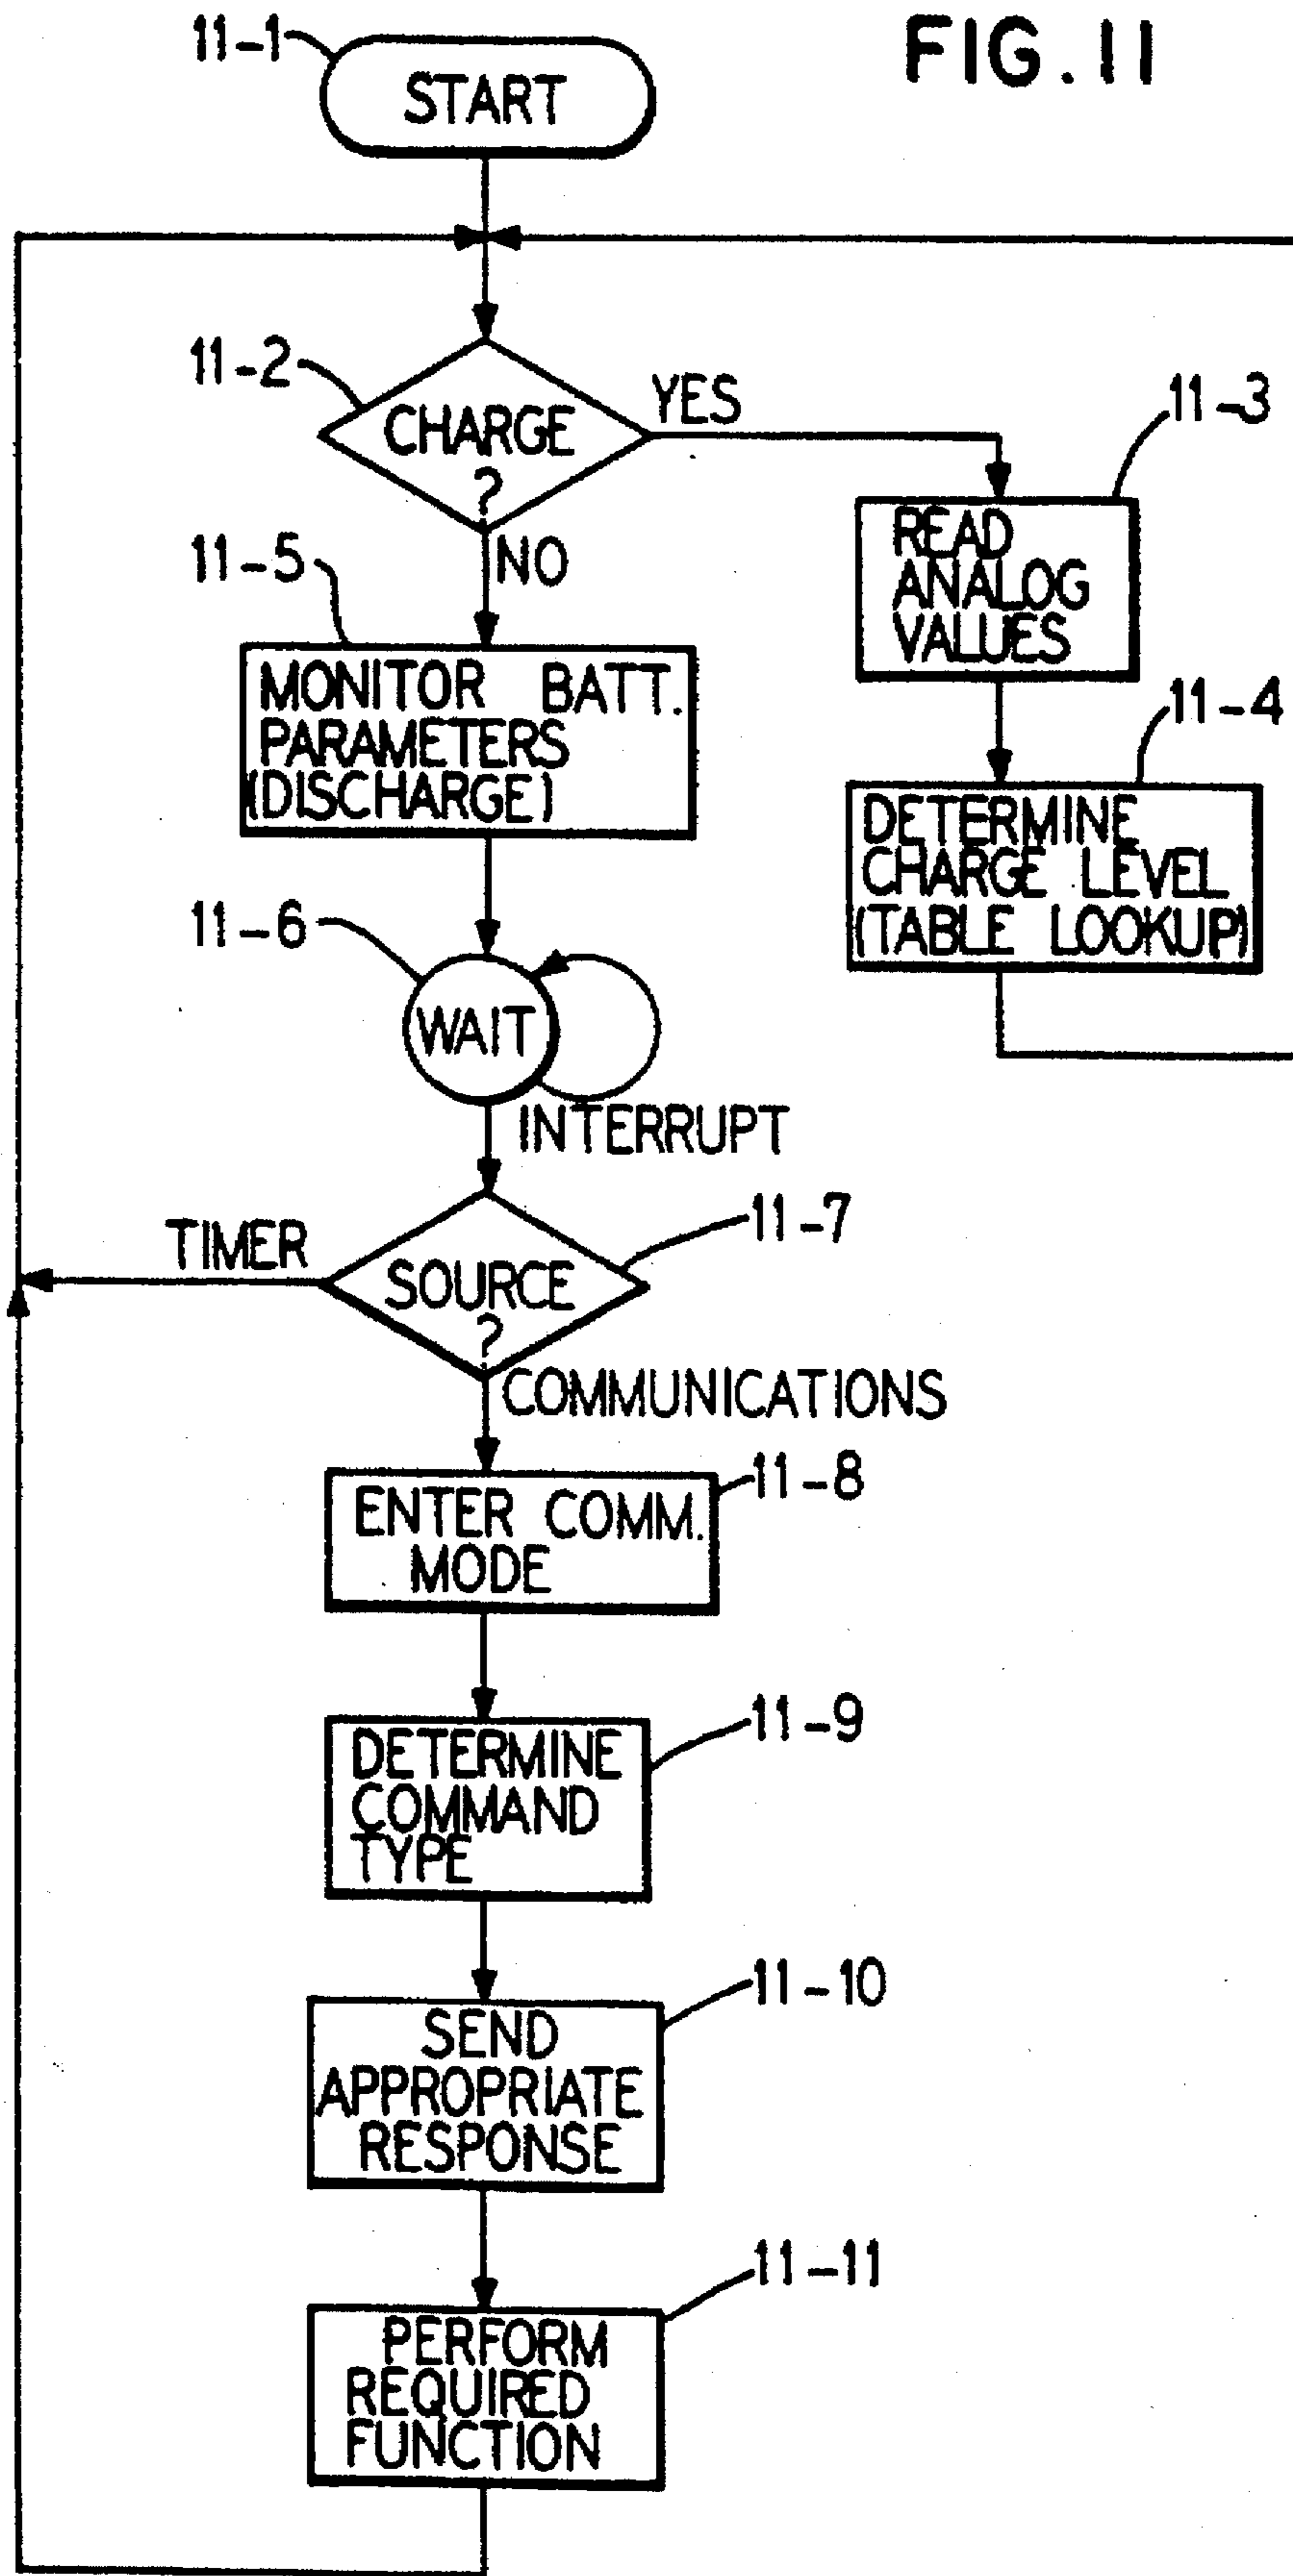 FIG. 11
11-1
START
11-2
CHARGE
?
YES
NO
11-3
READ
ANALOG
VALUES
11-4
DETERMINE
CHARGE LEVEL
(TABLE LOOKUP)
11-5
MONITOR BATT.
PARAMETERS
(DISCHARGE)
11-6
WAIT
INTERRUPT
11-7
SOURCE
?
TIMER
COMMUNICATIONS
11-8
ENTER COMM.
MODE
11-9
DETERMINE
COMMAND
TYPE
11-10
SEND
APPROPRIATE
RESPONSE
11-11
PERFORM
REQUIRED
FUNCTION